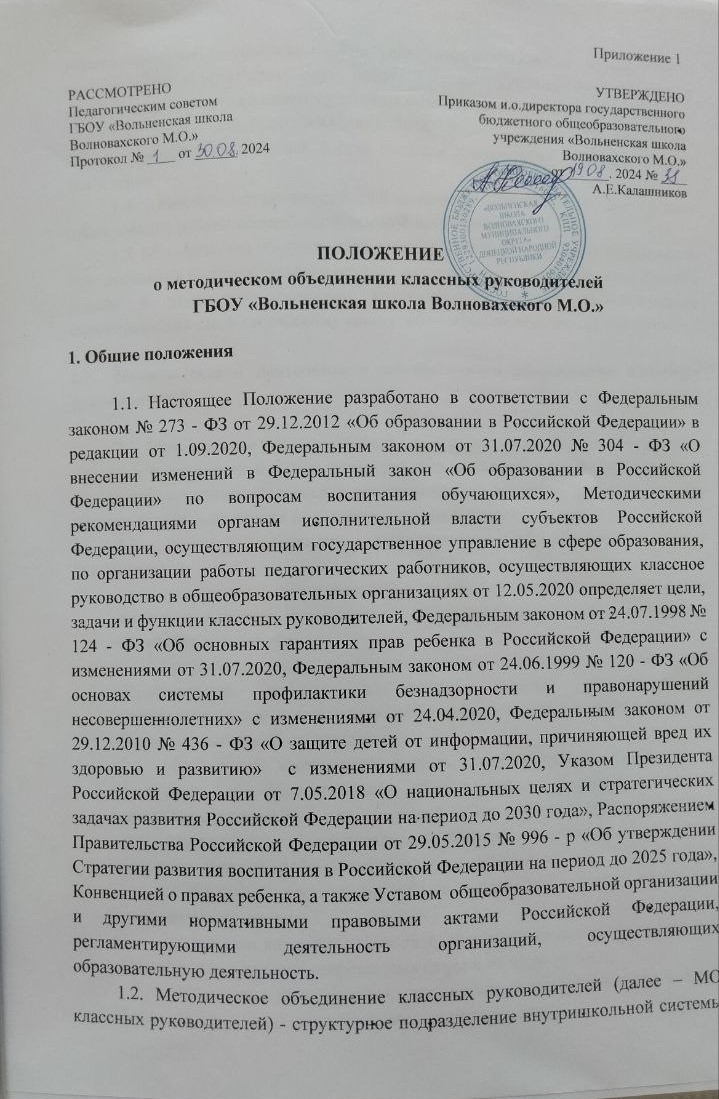 Приложение 1
РАССМОТРЕНО
Педагогическим советом
ГБОУ «Вольненская школа
Волновахского М.О.»
Протокол № 1 от 30.08. 2024
УТВЕРЖДЕНО
Приказом и.о.директора государственного
бюджетного общеобразовательного
учреждения «Вольненская школа
Волновахского М.О.»
19 08 . 2024 №
А.Е.Калашников
«ВОЛЬНЕНСКАЯ
ШКОЛА
ВОЛНОВАХСКОГО
МУНИЦИПАЛЬНОГО
ОКРУГА»
ДОНЕЦКОЙ НАРОДНОЙ
РЕСПУБЛИКИ
ПОЛОЖЕНИЕ
о методическом объединении классных руководителей
ГБОУ «Вольненская школа Волновахского М.О.»
1. Общие положения
1.1. Настоящее Положение разработано в соответствии с Федеральным
законом № 273 - ФЗ от 29.12.2012 «Об образовании в Российской Федерации» в
редакции от 1.09.2020, Федеральным законом от 31.07.2020 № 304 - ФЗ «О
внесении изменений в Федеральный закон «Об образовании в Российской
Федерации» по вопросам воспитания обучающихся», Методическими
рекомендациями органам исполнительной власти субъектов Российской
Федерации, осуществляющим государственное управление в сфере образования,
по организации работы педагогических работников, осуществляющих классное
руководство в общеобразовательных организациях от 12.05.2020 определяет цели,
задачи и функции классных руководителей, Федеральным законом от 24.07.1998 №
124 - ФЗ «Об основных гарантиях прав ребенка в Российской Федерации» с
изменениями от 31.07.2020, Федеральным законом от 24.06.1999 № 120 - ФЗ «Об
основах системы профилактики безнадзорности и правонарушений
несовершеннолетних» с изменениями от 24.04.2020, Федеральным законом от
29.12.2010 № 436 - ФЗ «О защите детей от информации, причиняющей вред их
здоровью и развитию» с изменениями от 31.07.2020, Указом Президента
Российской Федерации от 7.05.2018 «О национальных целях и стратегических
задачах развития Российской Федерации на период до 2030 года», Распоряжением
Правительства Российской Федерации от 29.05.2015 № 996 - р «Об утверждении
Стратегии развития воспитания в Российской Федерации на период до 2025 года»,
Конвенцией о правах ребенка, а также Уставом общеобразовательной организации
и другими нормативными правовыми актами Российской Федерации,
регламентирующими деятельность организаций, осуществляющих
образовательную деятельность.
1.2. Методическое объединение классных руководителей (далее – МО
классных руководителей) - структурное подразделение внутришкольной системы